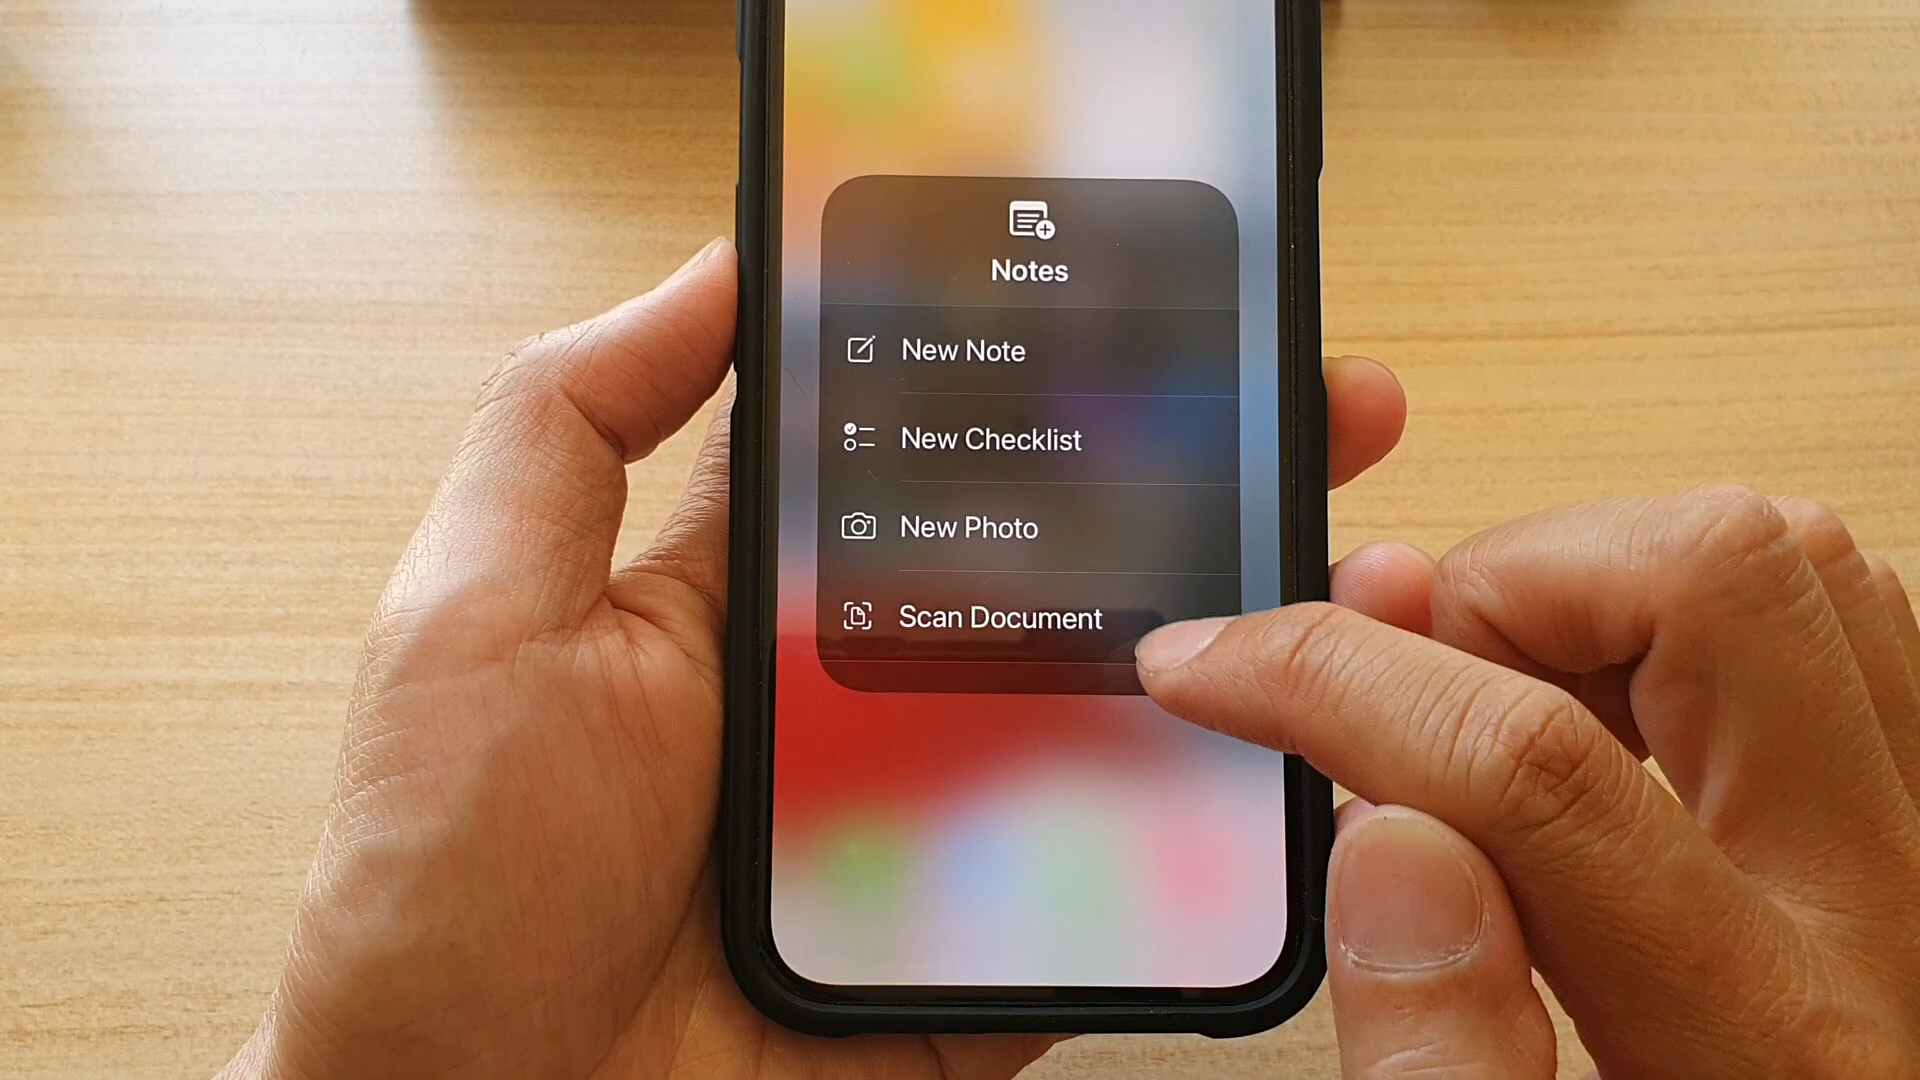 Notes
New Note
New Checklist
New Photo
Scan Document